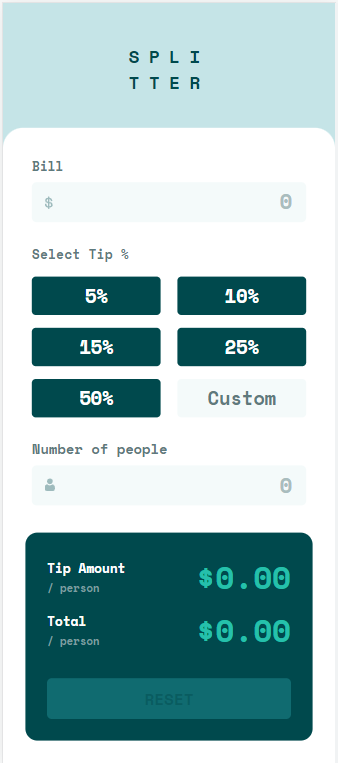 SPLI
TTER
Bill
$ 0
Select Tip %
5% 10%
15% 25%
50% Custom
Number of people
0
Tip Amount
/ person
$0.00
Total
/ person
$0.00
RESET